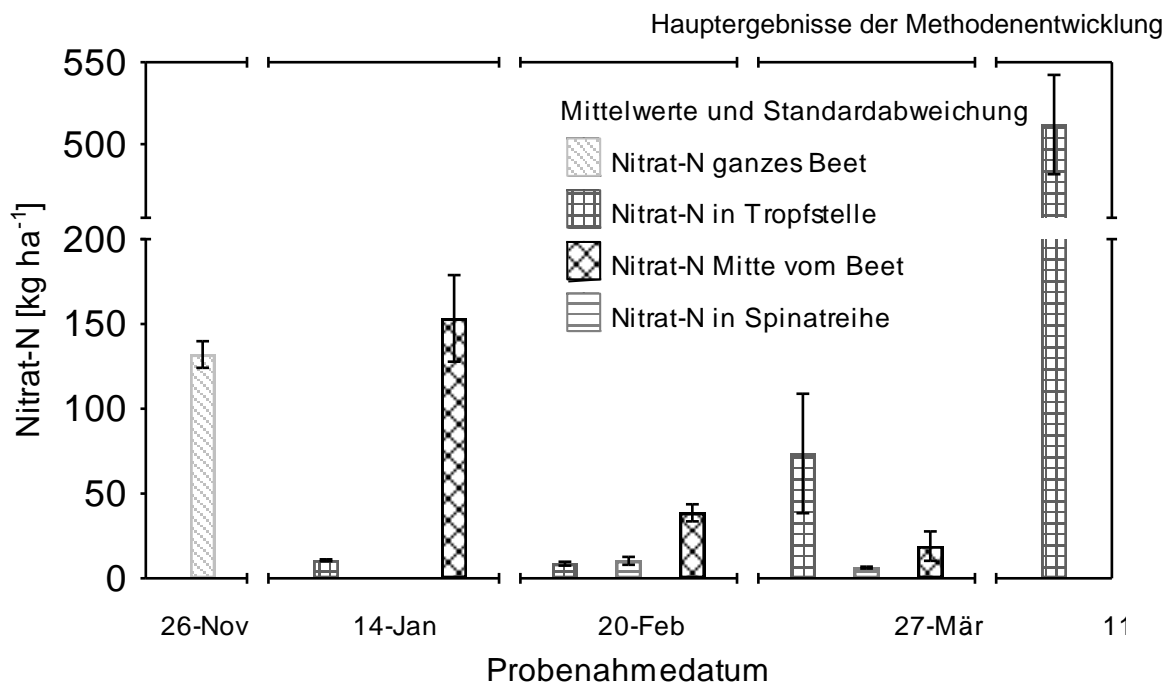 Hauptergebnisse der Methodenentwicklung
550
500
200
150
100
50
0
Nitrat-N [kg ha⁻¹]
Mittelwerte und Standardabweichung
Nitrat-N ganzes Beet
Nitrat-N in Tropfstelle
Nitrat-N Mitte vom Beet
Nitrat-N in Spinatreihe
26-Nov 14-Jan 20-Feb 27-Mär 11
Probenahmedatum